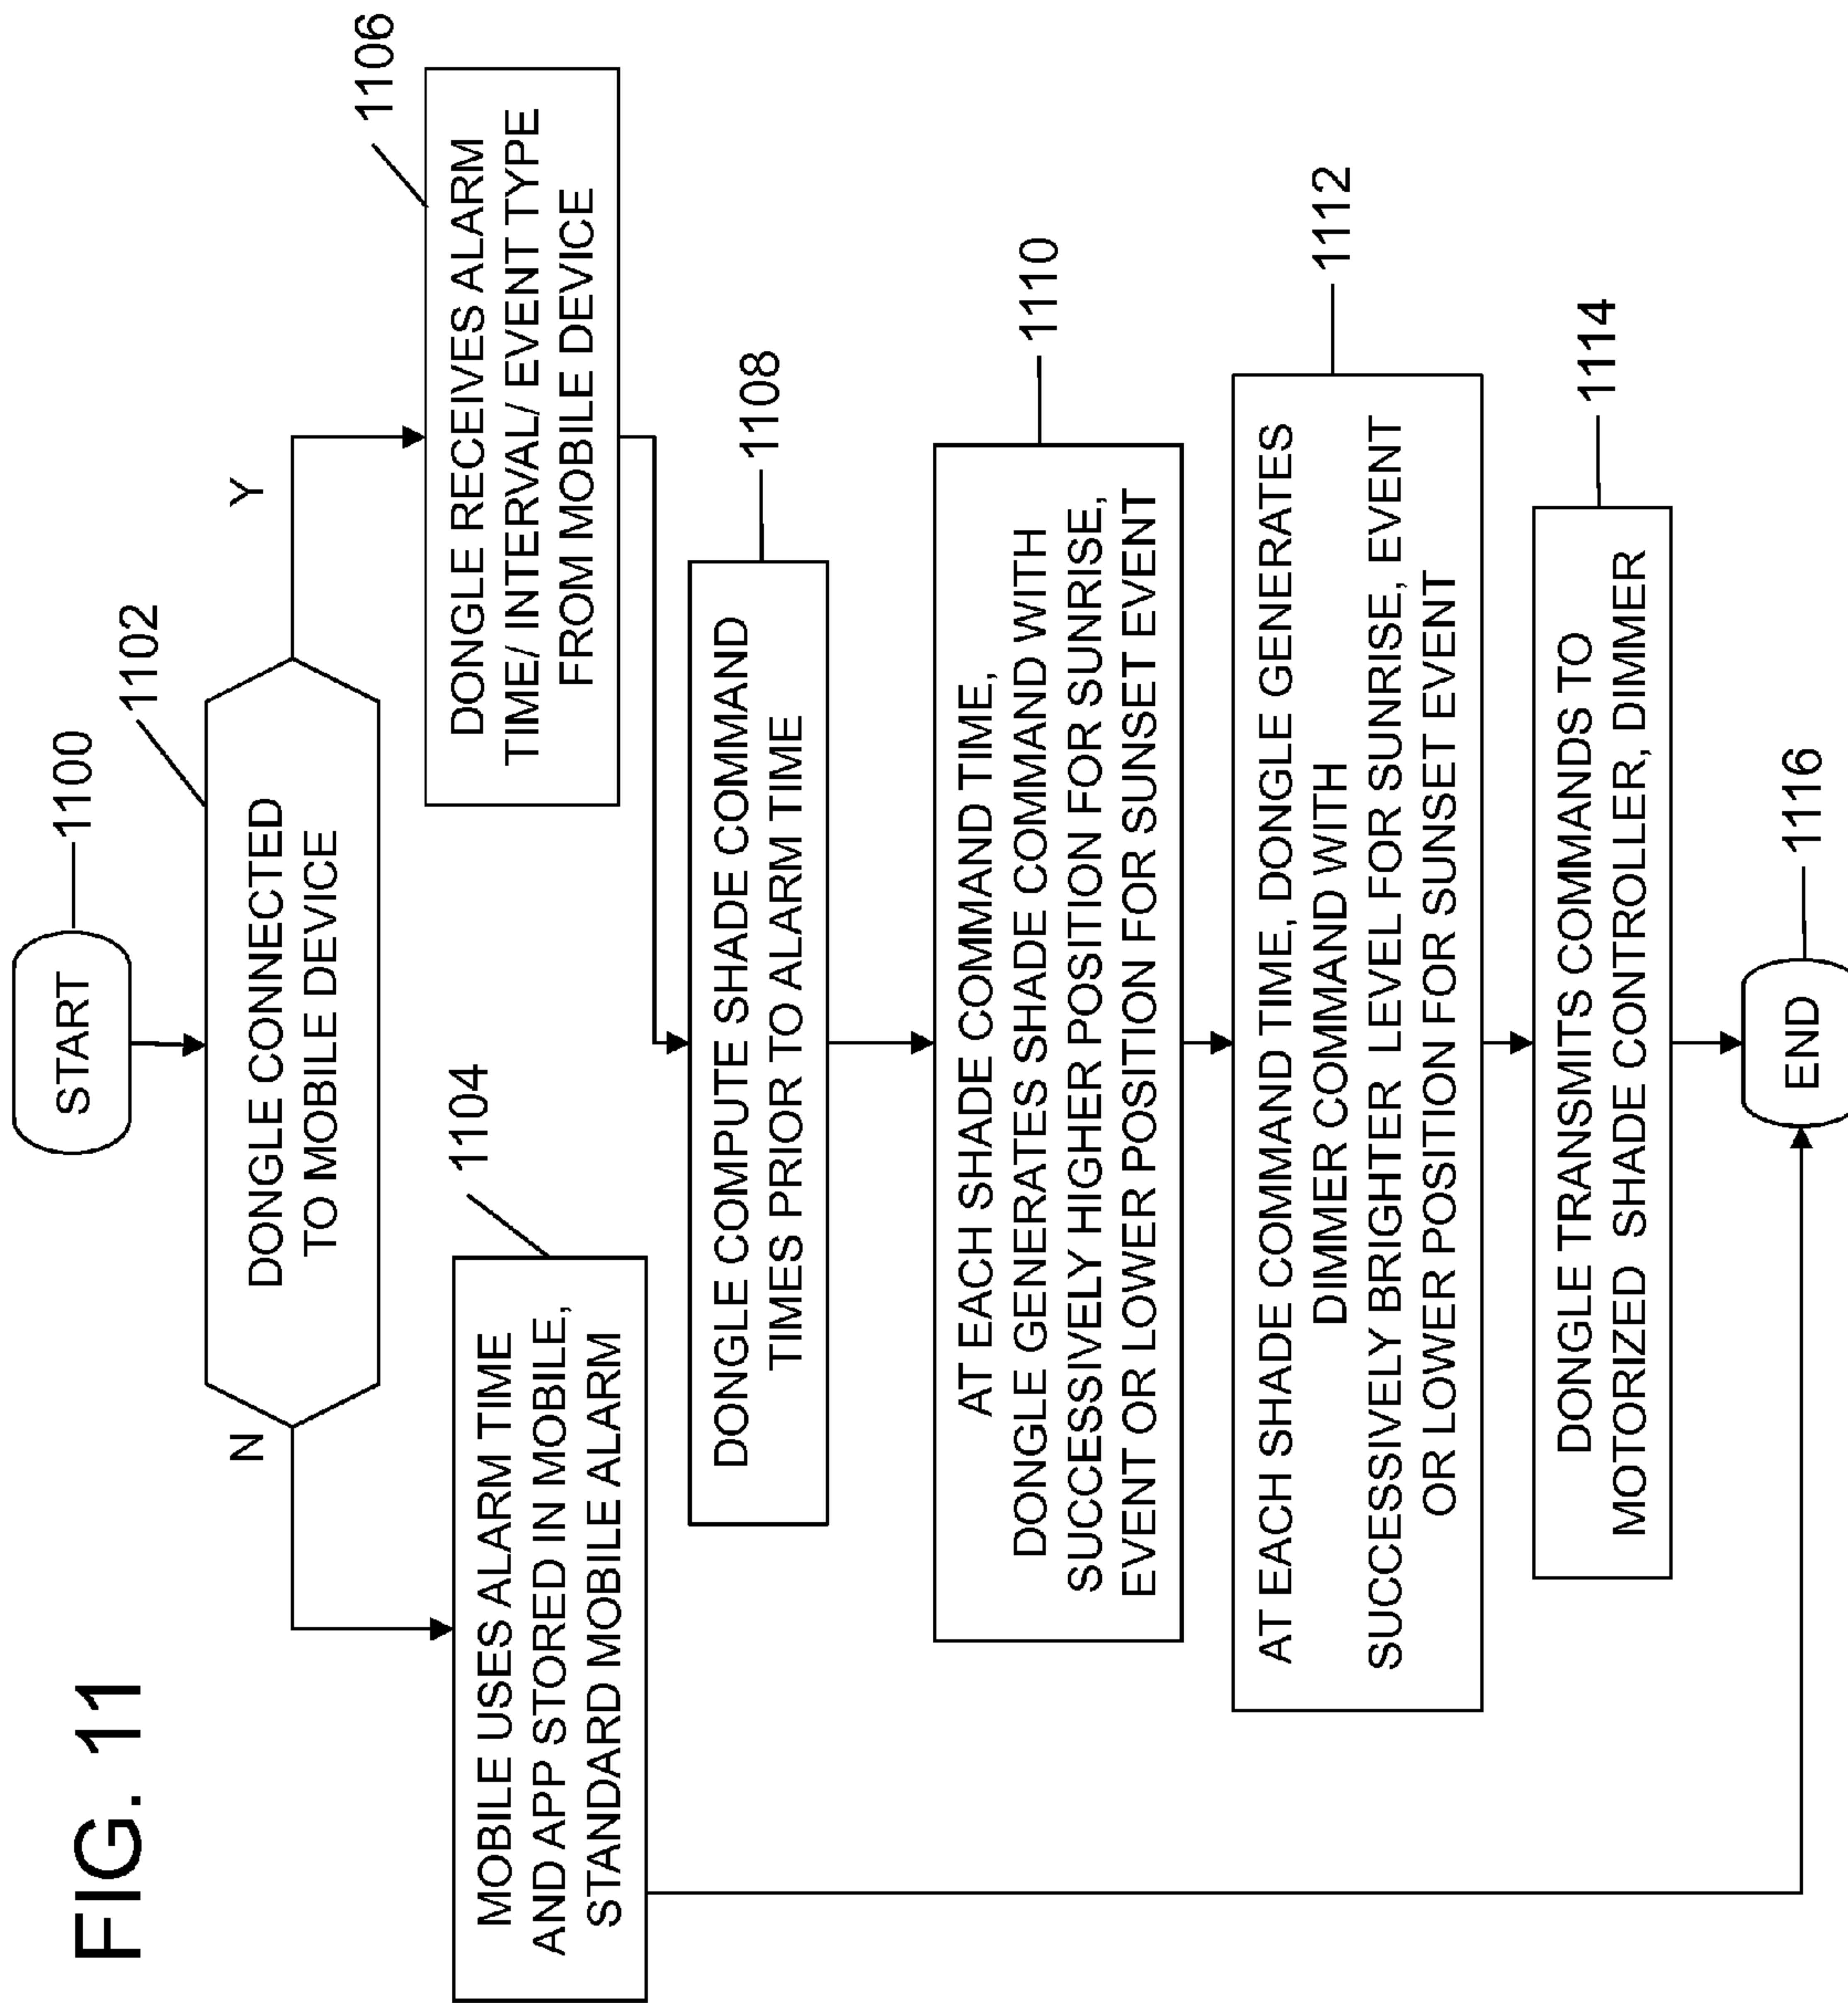 FIG. 11
START
1100
DONGLE CONNECTED
TO MOBILE DEVICE
1102
N
Y
MOBILE USES ALARM TIME
AND APP STORED IN MOBILE,
STANDARD MOBILE ALARM
1104
DONGLE RECEIVES ALARM
TIME/ INTERVAL/ EVENT TYPE
FROM MOBILE DEVICE
1106
DONGLE COMPUTE SHADE COMMAND
TIMES PRIOR TO ALARM TIME
1108
AT EACH SHADE COMMAND TIME,
DONGLE GENERATES SHADE COMMAND WITH
SUCCESSIVELY HIGHER POSITION FOR SUNRISE,
EVENT OR LOWER POSITION FOR SUNSET EVENT
1110
AT EACH SHADE COMMAND TIME, DONGLE GENERATES
DIMMER COMMAND WITH
SUCCESSIVELY BRIGHTER LEVEL FOR SUNRISE, EVENT
OR LOWER POSITION FOR SUNSET EVENT
1112
DONGLE TRANSMITS COMMANDS TO
MOTORIZED SHADE CONTROLLER, DIMMER
1114
END
1116